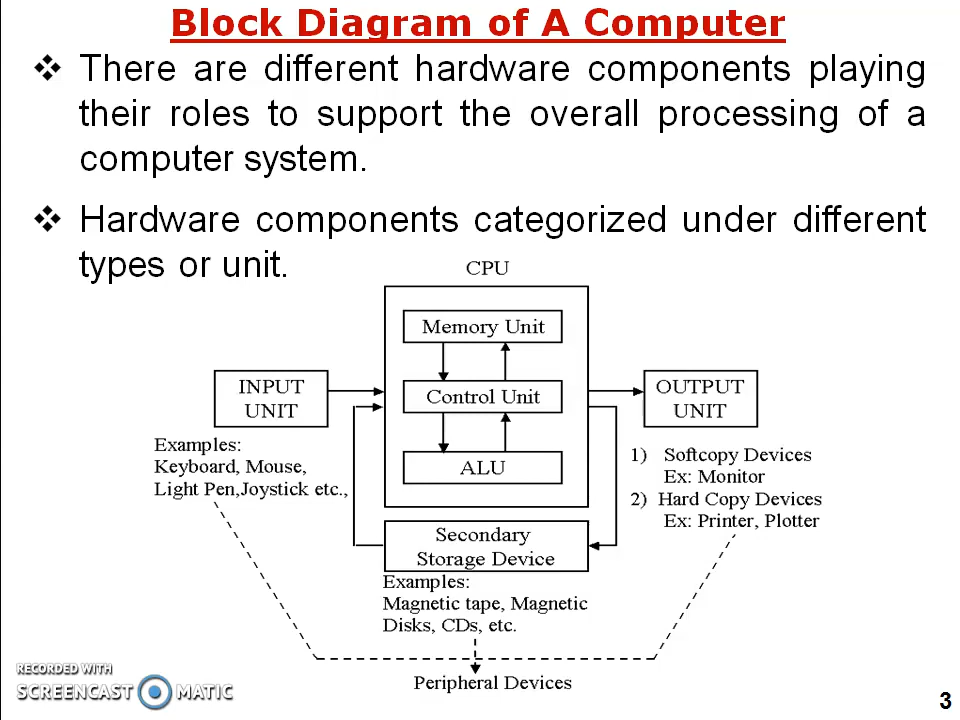 Block Diagram of A Computer
❖ There are different hardware components playing
their roles to support the overall processing of a
computer system.
❖ Hardware components categorized under different
types or unit.
CPU
Memory Unit
INPUT
UNIT
Control Unit
OUTPUT
UNIT
ALU
Examples:
Keyboard, Mouse,
Light Pen,Joystick etc.,
1) Softcopy Devices
Ex: Monitor
2) Hard Copy Devices
Ex: Printer, Plotter
Secondary
Storage Device
Examples:
Magnetic tape, Magnetic
Disks, CDs, etc.
Peripheral Devices
RECORDED WITH
SCREENCAST MATIC
3